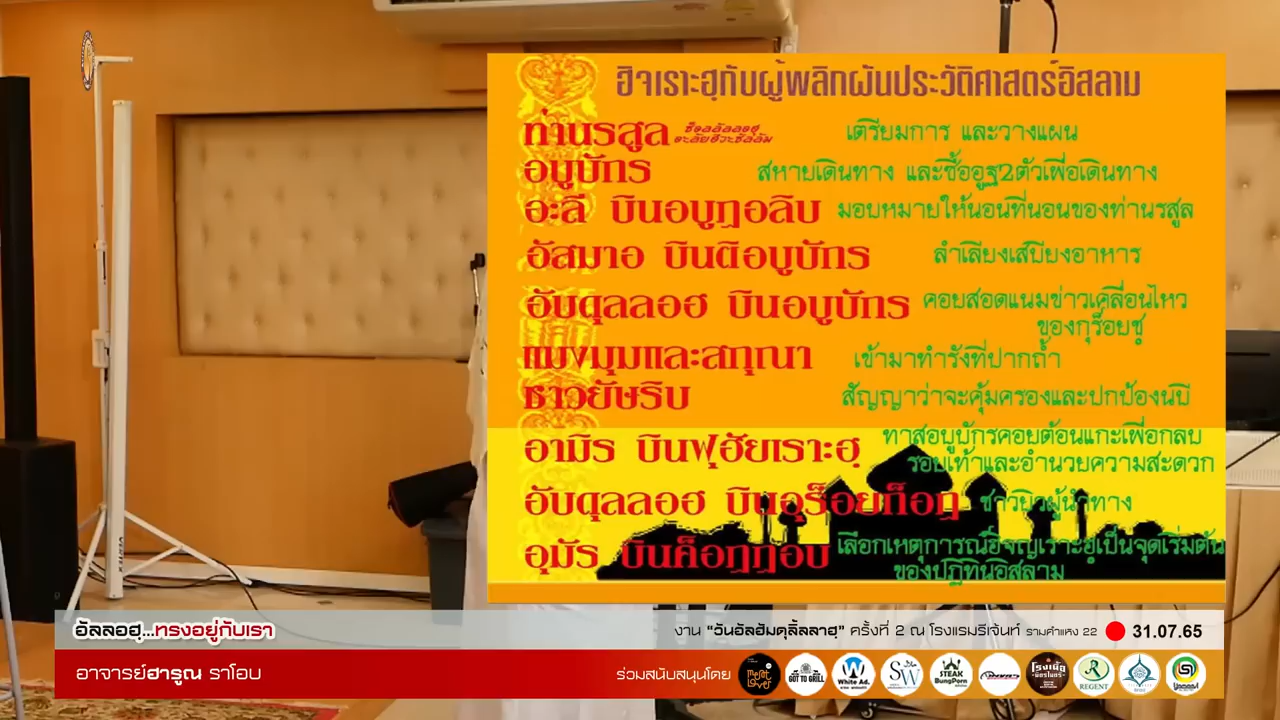 ฮิจเราะฮฺกับผู้พลิกผันประวัติศาสตร์อิสลาม
ท่านรสูล ซ็อลลัลลอฮุ อะลัยฮิวะซัลลัม เตรียมการ และวางแผน
อบูบักร สหายเดินทาง และซื้ออูฐ2ตัวเพื่อเดินทาง
อะลี บินอบูฏอลิบ มอบหมายให้นอนที่นอนของท่านรสูล
อัสมาอ บินติอบูบักร ลำเลียงเสบียงอาหาร
อับดุลลอฮ บินอบูบักร คอยสอดแนมข่าวเคลื่อนไหว
ของกุร็อยชฺ
แมงมุมและสกุณา เข้ามาทำรังที่ปากถ้ำ
ชาวยัษริบ สัญญาว่าจะคุ้มครองและปกป้องนบี
อามิร บินฟุฮัยเราะฮฺ ทาสอบูบักรคอยต้อนแกะเพื่อกลบ
รอยเท้าและอำนวยความสะดวก
อับดุลลอฮ บินอุร็อยก็อฏ ชาวยิวผู้นำทาง
อุมัร บินค็อฏฏอบ เลือกเหตุการณ์ฮิจญเราะฮฺเป็นจุดเริ่มต้น
ของปฏิทินอิสลาม
อัลลอฮฺ...ทรงอยู่กับเรา
งาน “วันอัลฮัมดุลิ้ลลาฮฺ” ครั้งที่ 2 ณ โรงแรมรีเจ้นท์ รามคำแหง 22 31.07.65
อาจารย์ฮารูณ ราโอบ
ร่วมสนับสนุนโดย GOT TO GRILL White Ad. SW STEAK BungPorn โรงเนื้อ REGENT